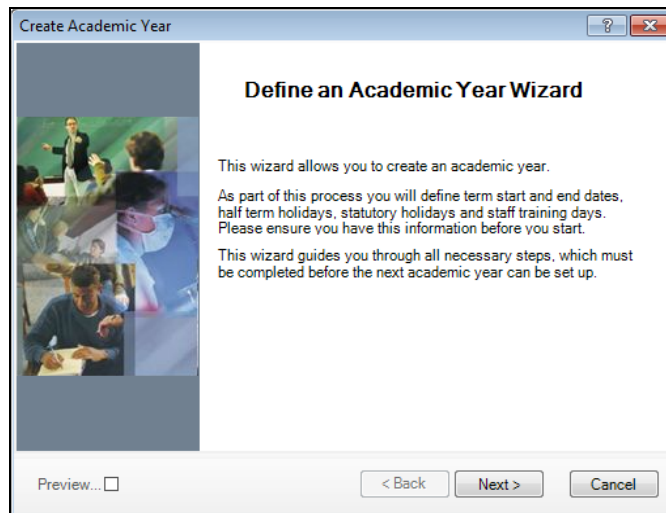 Create Academic Year
Define an Academic Year Wizard
This wizard allows you to create an academic year.
As part of this process you will define term start and end dates,
half term holidays, statutory holidays and staff training days.
Please ensure you have this information before you start.
This wizard guides you through all necessary steps, which must
be completed before the next academic year can be set up.
Preview...
< Back
Next >
Cancel